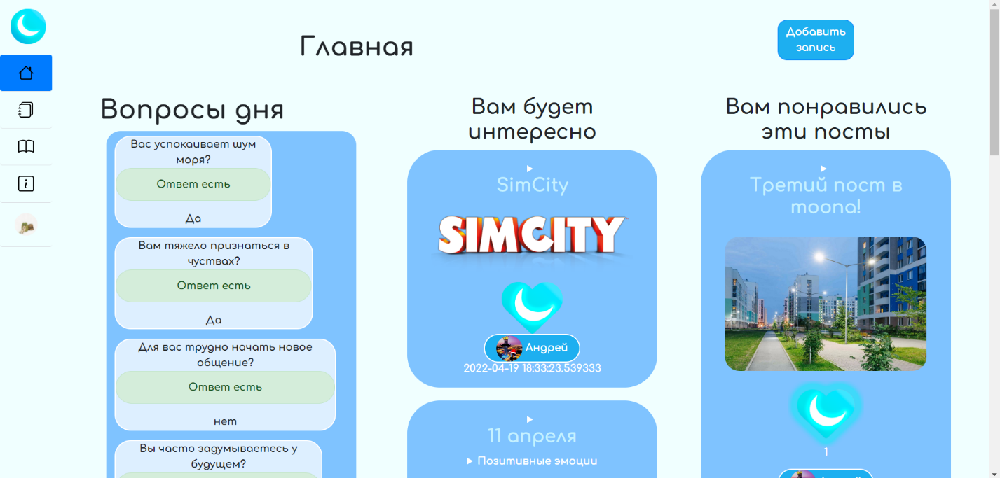 Главная
Добавить
запись
Вопросы дня
Вас успокаивает шум
моря?
Ответ есть
Да
Вам тяжело признаться в
чуствах?
Ответ есть
Да
Для вас трудно начать новое
общение?
Ответ есть
нет
Вы часто задумываетесь у
будущем?
Вам будет
интересно
SimCity
SIMCITY
Андрей
2022-04-19 18:33:23.539333
11 апреля
Позитивные эмоции
Вам понравились
эти посты
Третий пост в
moona!
1